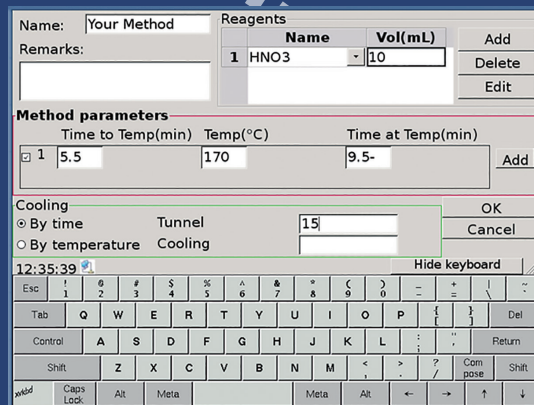 Name: Your Method
Remarks:
Reagents
Name Vol(mL)
1 HNO3 10
Add
Delete
Edit
Method parameters
Time to Temp(min) Temp(°C) Time at Temp(min)
1 5.5 170 9.5-
Add
Cooling
By time Tunnel 15
By temperature Cooling
OK
Cancel
12:35:39
Hide keyboard
Esc ! 1 @ 2 # 3 $ 4 % 5 ^ 6 & 7 * 8 ( 9 ) 0 _ - + = | \ ~ `
Tab Q W E R T Y U I O P { [ } ] Del
Control A S D F G H J K L : ; " ' Return
Shift Z X C V B N M < , > . ? / Com pose Shift
xvkbd Caps Lock Alt Meta Meta Alt ← → ↑ ↓